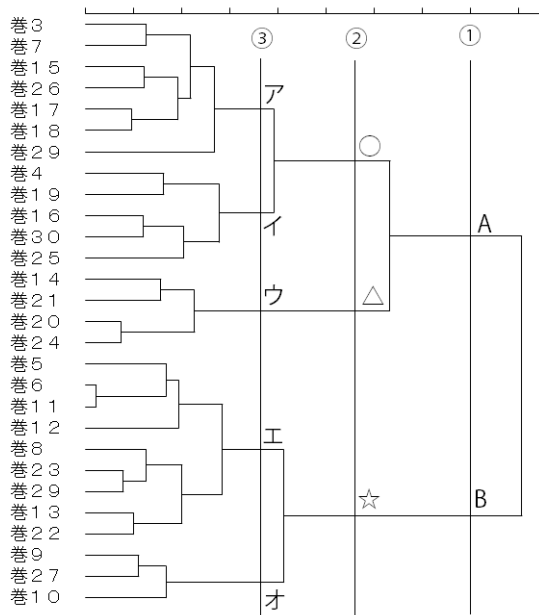 ③ ② ①
巻３
巻７
巻１５
巻２６
巻１７
巻１８
巻２９
巻４
巻１９
巻１６
巻３０
巻２５
巻１４
巻２１
巻２０
巻２４
巻５
巻６
巻１１
巻１２
巻８
巻２３
巻２９
巻１３
巻２２
巻９
巻２７
巻１０
ア
イ
ウ
エ
オ
○
△
☆
A
B